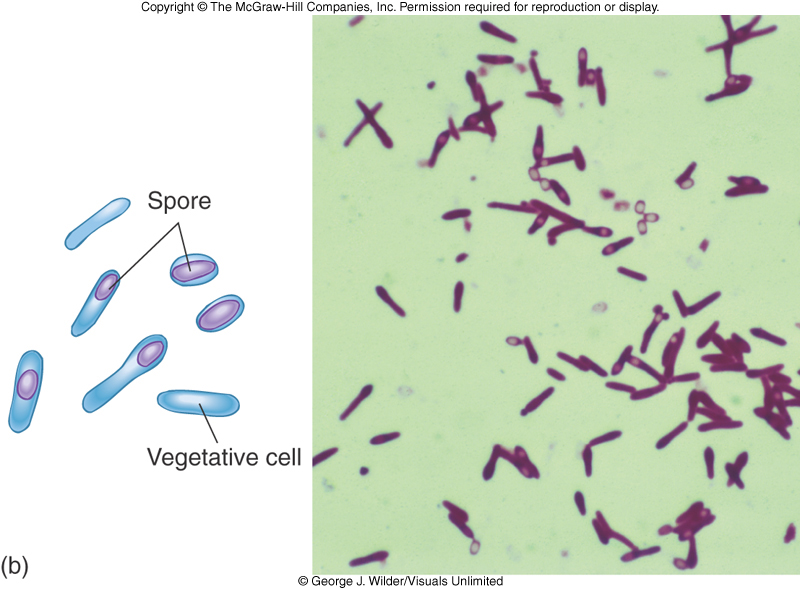 Copyright © The McGraw-Hill Companies, Inc. Permission required for reproduction or display.
Spore
Vegetative cell
(b)
© George J. Wilder/Visuals Unlimited